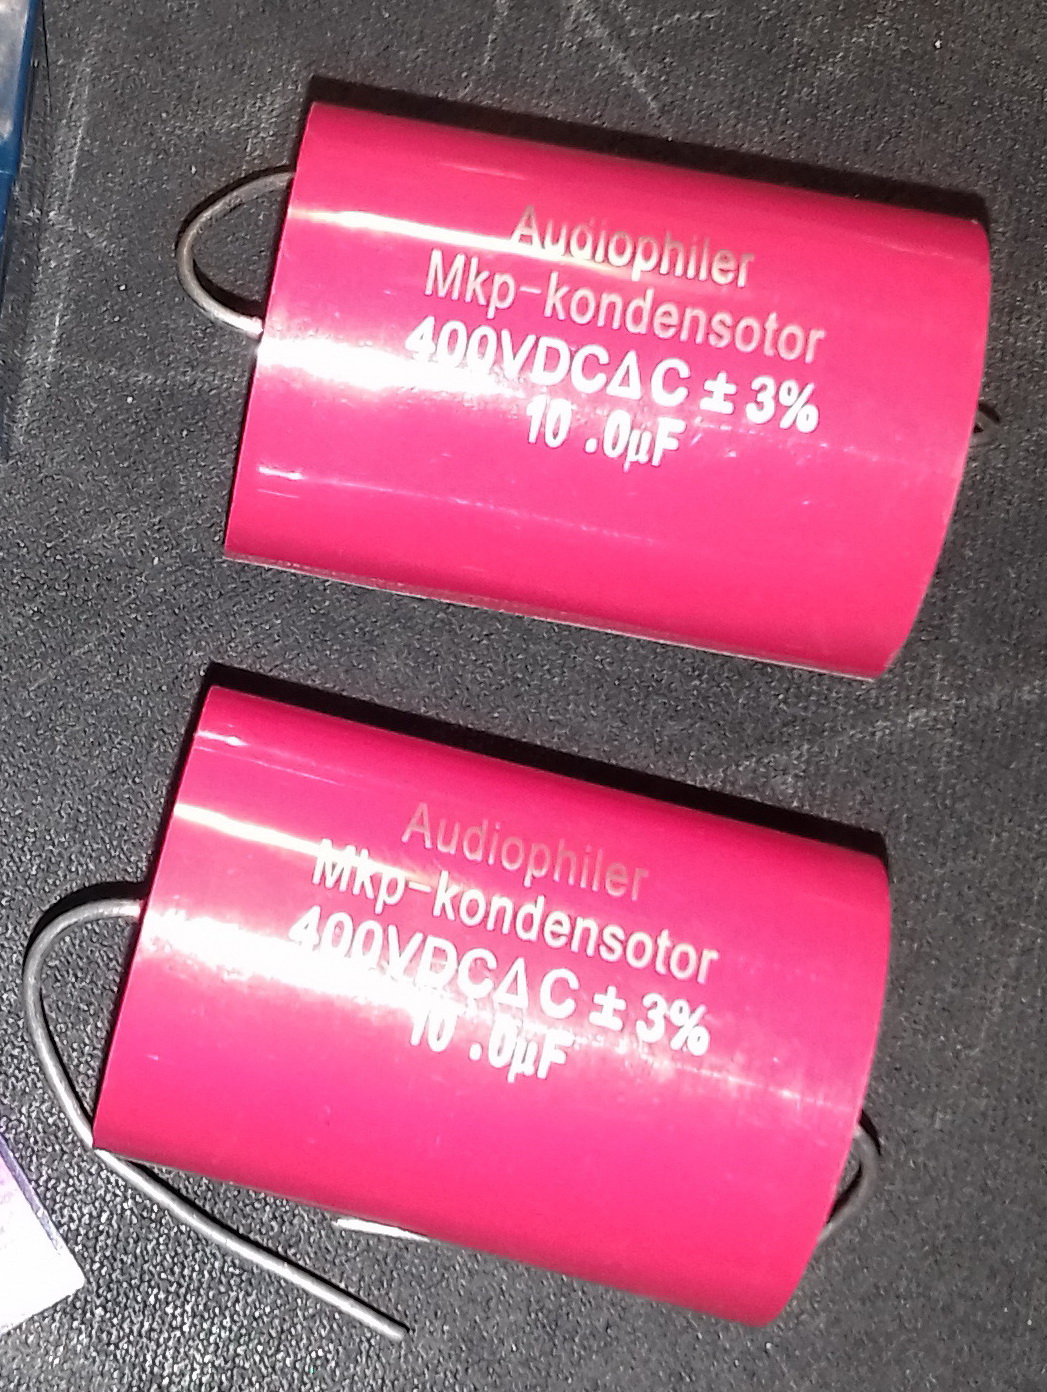 Audiophiler
Mkp-kondensotor
400VDCΔC ± 3%
10 .0μF
Audiophiler
Mkp-kondensotor
400VDCΔC ± 3%
10 .0μF